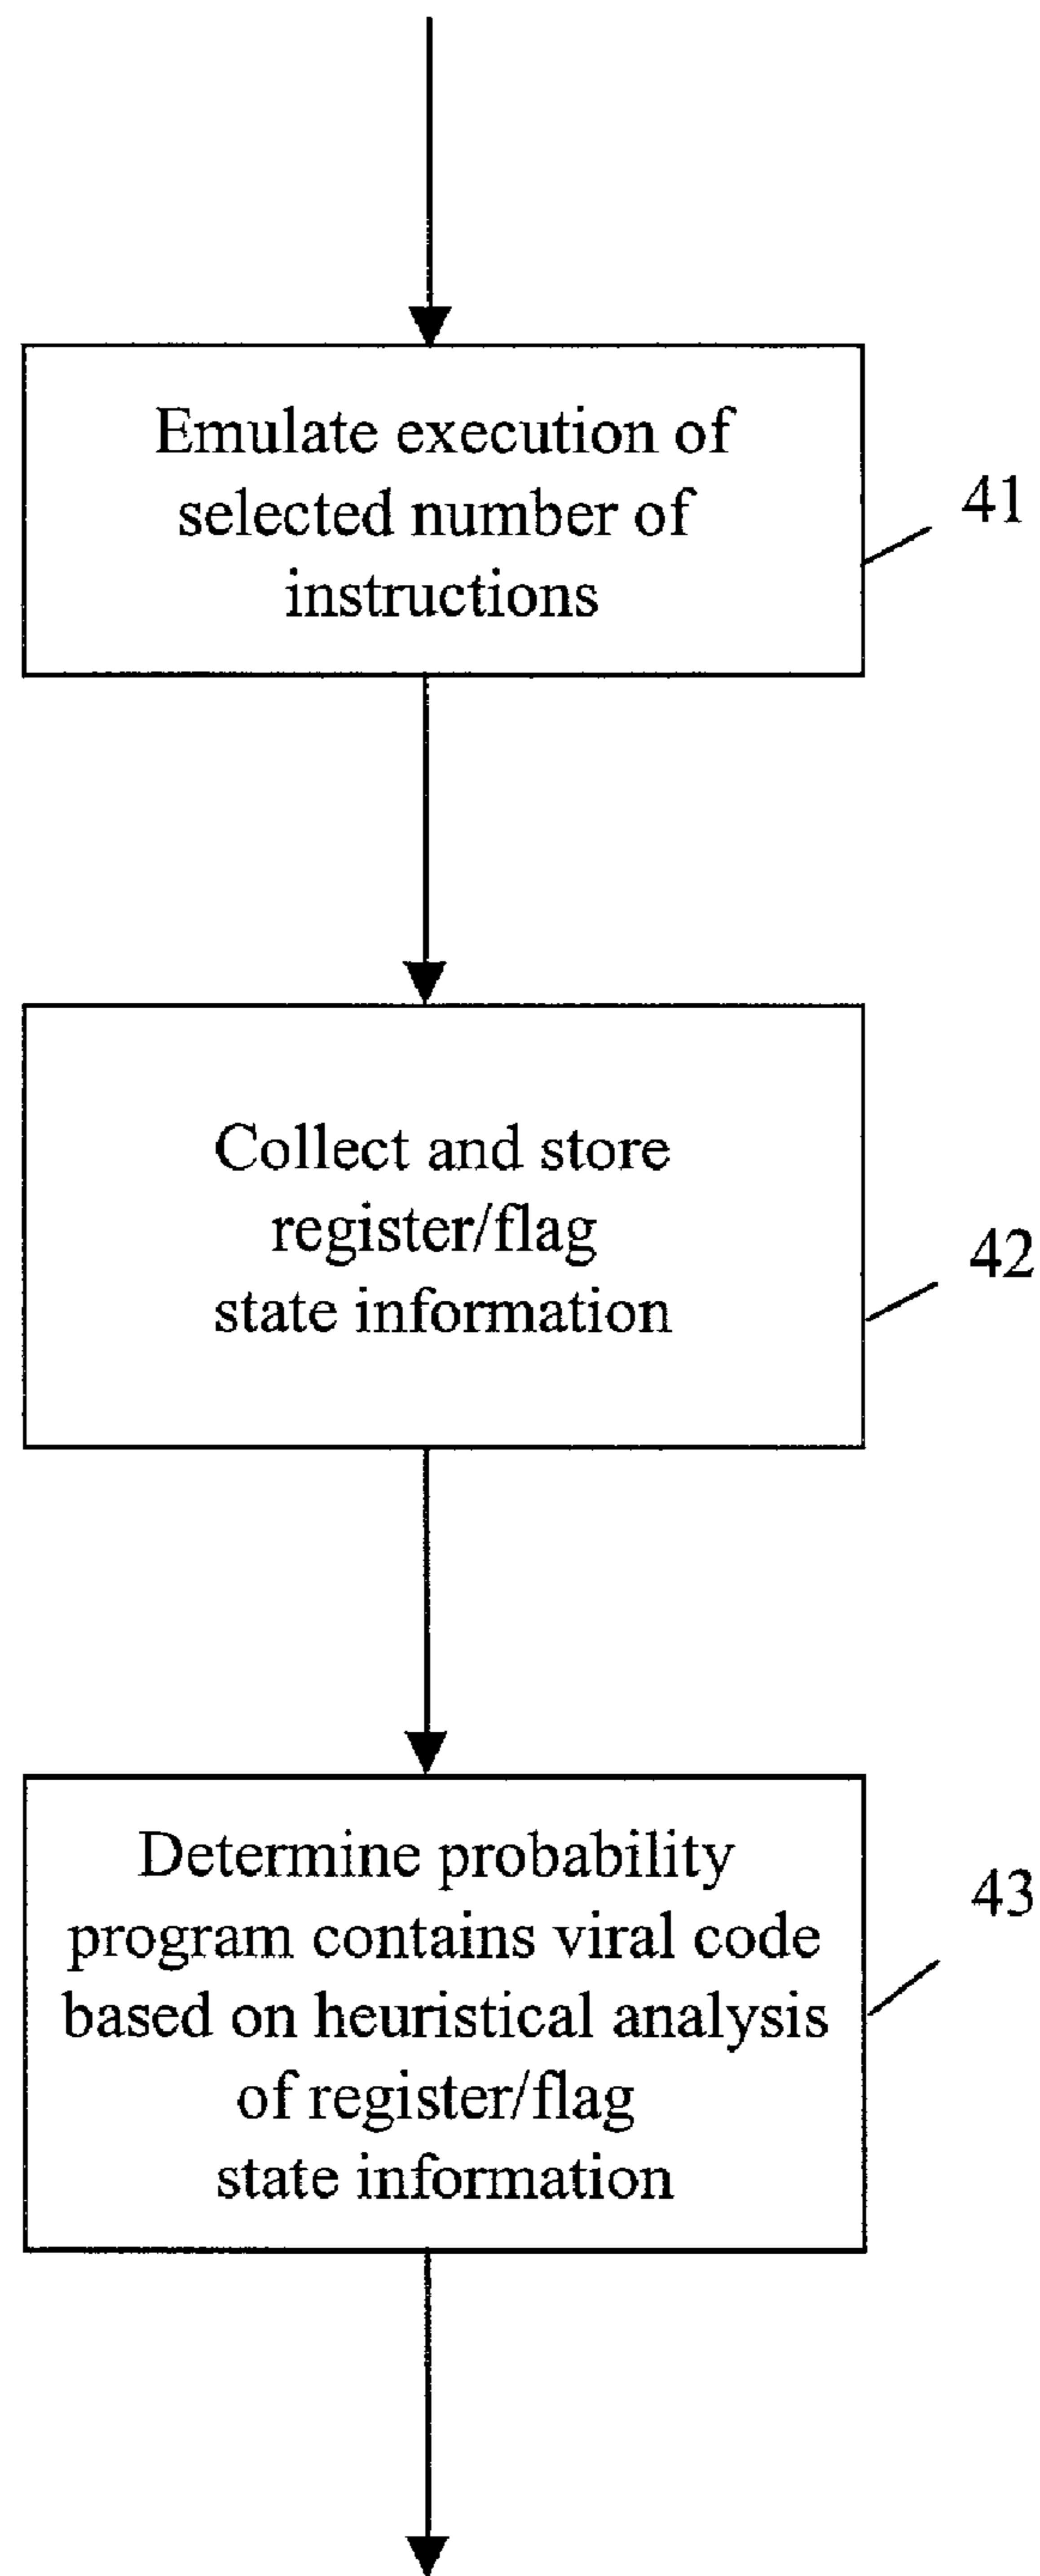 Emulate execution of
selected number of
instructions
41
Collect and store
register/flag
state information
42
Determine probability
program contains viral code
based on heuristical analysis
of register/flag
state information
43